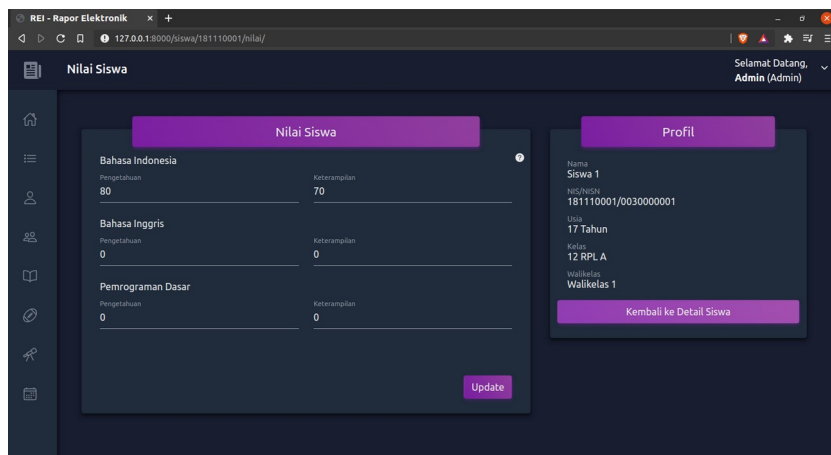 REI - Rapor Elektronik
127.0.0.1:8000/siswa/181110001/nilai/
Nilai Siswa
Selamat Datang,
Admin (Admin)
Nilai Siswa
Bahasa Indonesia
Pengetahuan
Keterampilan
80
70
Bahasa Inggris
Pengetahuan
Keterampilan
0
0
Pemrograman Dasar
Pengetahuan
Keterampilan
0
0
Update
Profil
Nama
Siswa 1
NIS/NISN
181110001/0030000001
Usia
17 Tahun
Kelas
12 RPL A
Walikelas
Walikelas 1
Kembali ke Detail Siswa